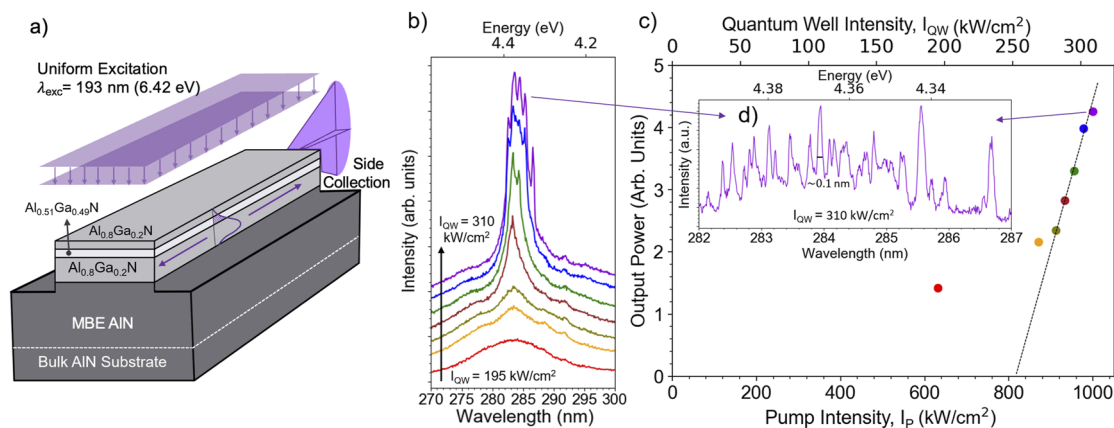 a)
Uniform Excitation
λexc= 193 nm (6.42 eV)
Side
Collection
Al0.51Ga0.49N
Al0.8Ga0.2N
Al0.8Ga0.2N
MBE AlN
Bulk AlN Substrate
b)
Energy (eV)
4.4
4.2
Intensity (arb. units)
IQW = 310
kW/cm²
IQW = 195 kW/cm²
270
275
280
285
290
295
300
Wavelength (nm)
c)
Quantum Well Intensity, IQW (kW/cm²)
0
50
100
150
200
250
300
Output Power (Arb. Units)
5
4
3
2
1
0
0
200
400
600
800
1000
Pump Intensity, IP (kW/cm²)
d)
Energy (eV)
4.38
4.36
4.34
Intensity (a.u.)
~0.1 nm
IQW = 310 kW/cm²
282
283
284
285
286
287
Wavelength (nm)